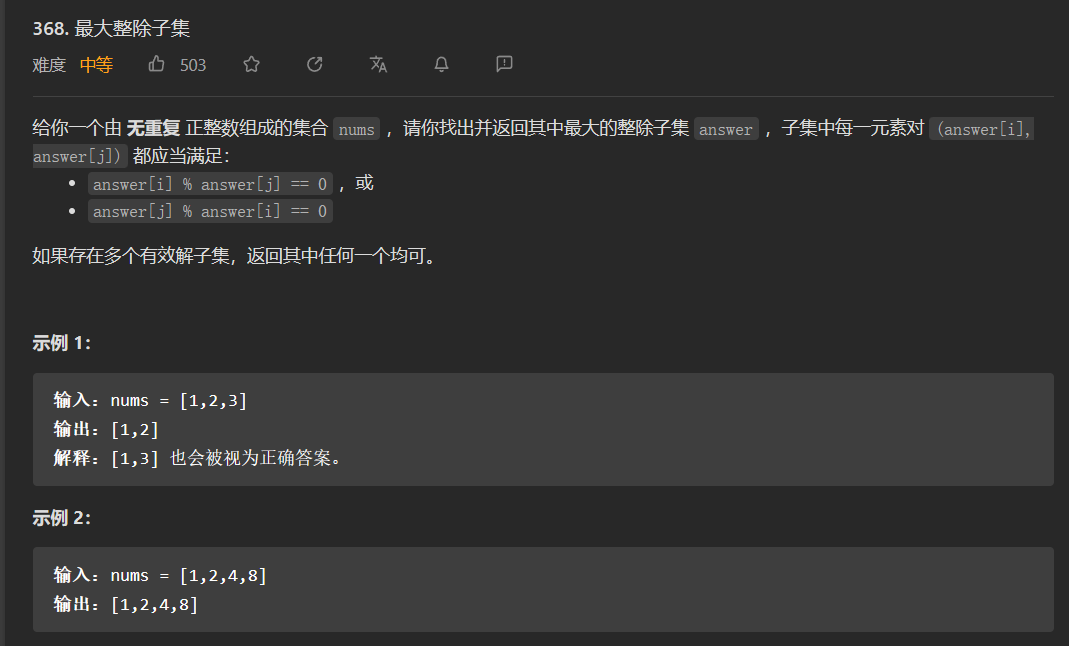 368. 最大整除子集
难度 中等 503
给你一个由 无重复 正整数组成的集合 nums ，请你找出并返回其中最大的整除子集 answer ，子集中每一元素对 (answer[i],
answer[j]) 都应当满足：
• answer[i] % answer[j] == 0 ，或
• answer[j] % answer[i] == 0
如果存在多个有效解子集，返回其中任何一个均可。
示例 1：
输入：nums = [1,2,3]
输出：[1,2]
解释：[1,3] 也会被视为正确答案。
示例 2：
输入：nums = [1,2,4,8]
输出：[1,2,4,8]